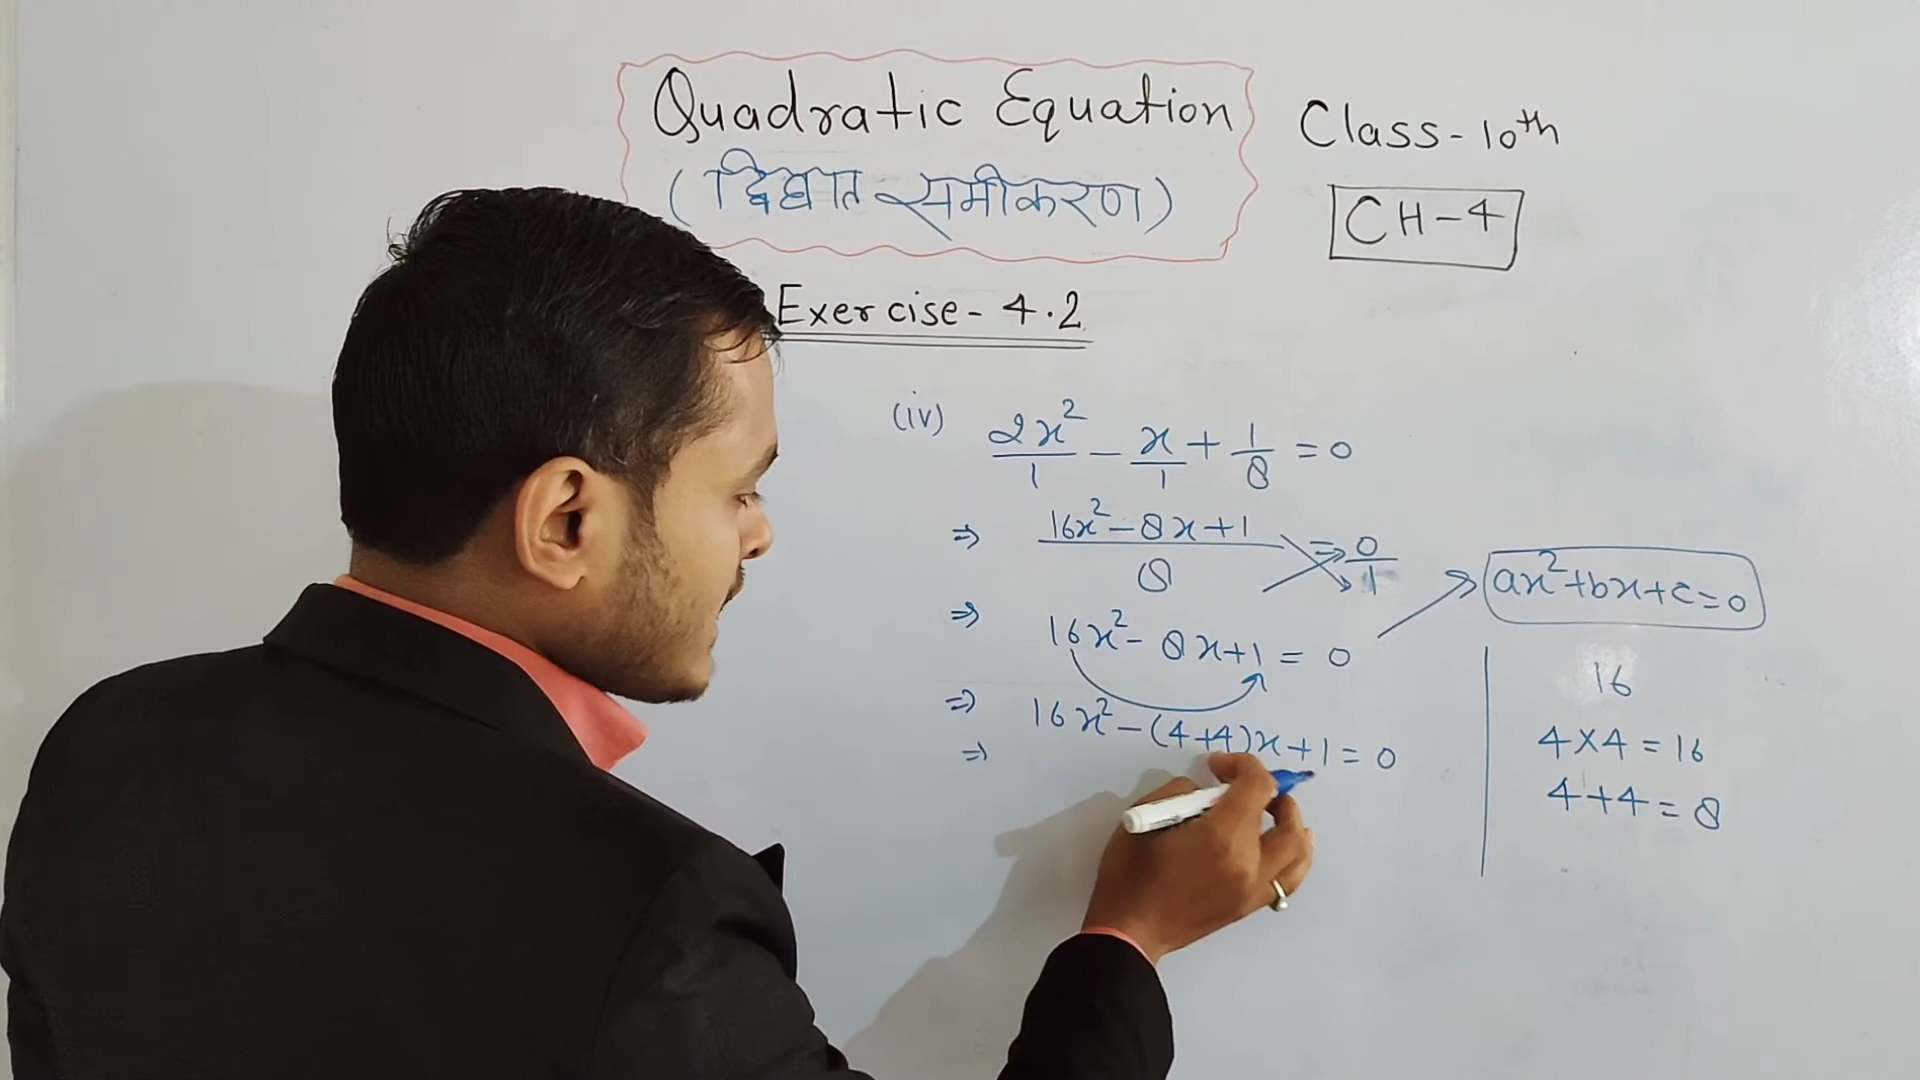 Quadratic Equation
(द्विघात समीकरण)
Class-10th
CH-4
Exercise-4.2
(iv) 2x²/1 - x/1 + 1/8 = 0
⇒ (16x² - 8x + 1)/8 = 0/1
⇒ 16x² - 8x + 1 = 0
ax² + bx + c = 0
⇒ 16x² - (4+4)x + 1 = 0
⇒
16
4×4 = 16
4+4 = 8